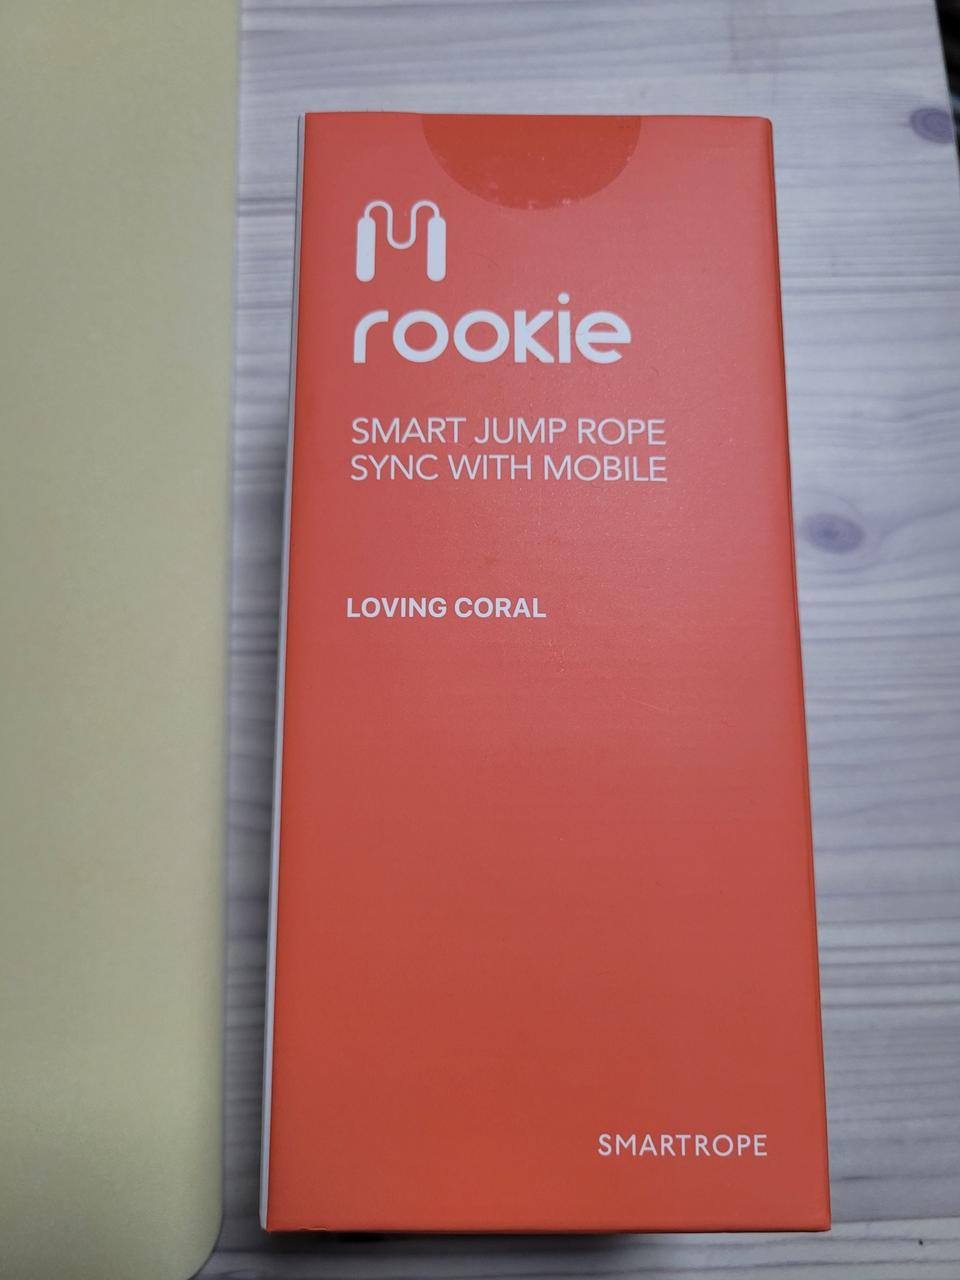 rookie
SMART JUMP ROPE
SYNC WITH MOBILE
LOVING CORAL
SMARTROPE